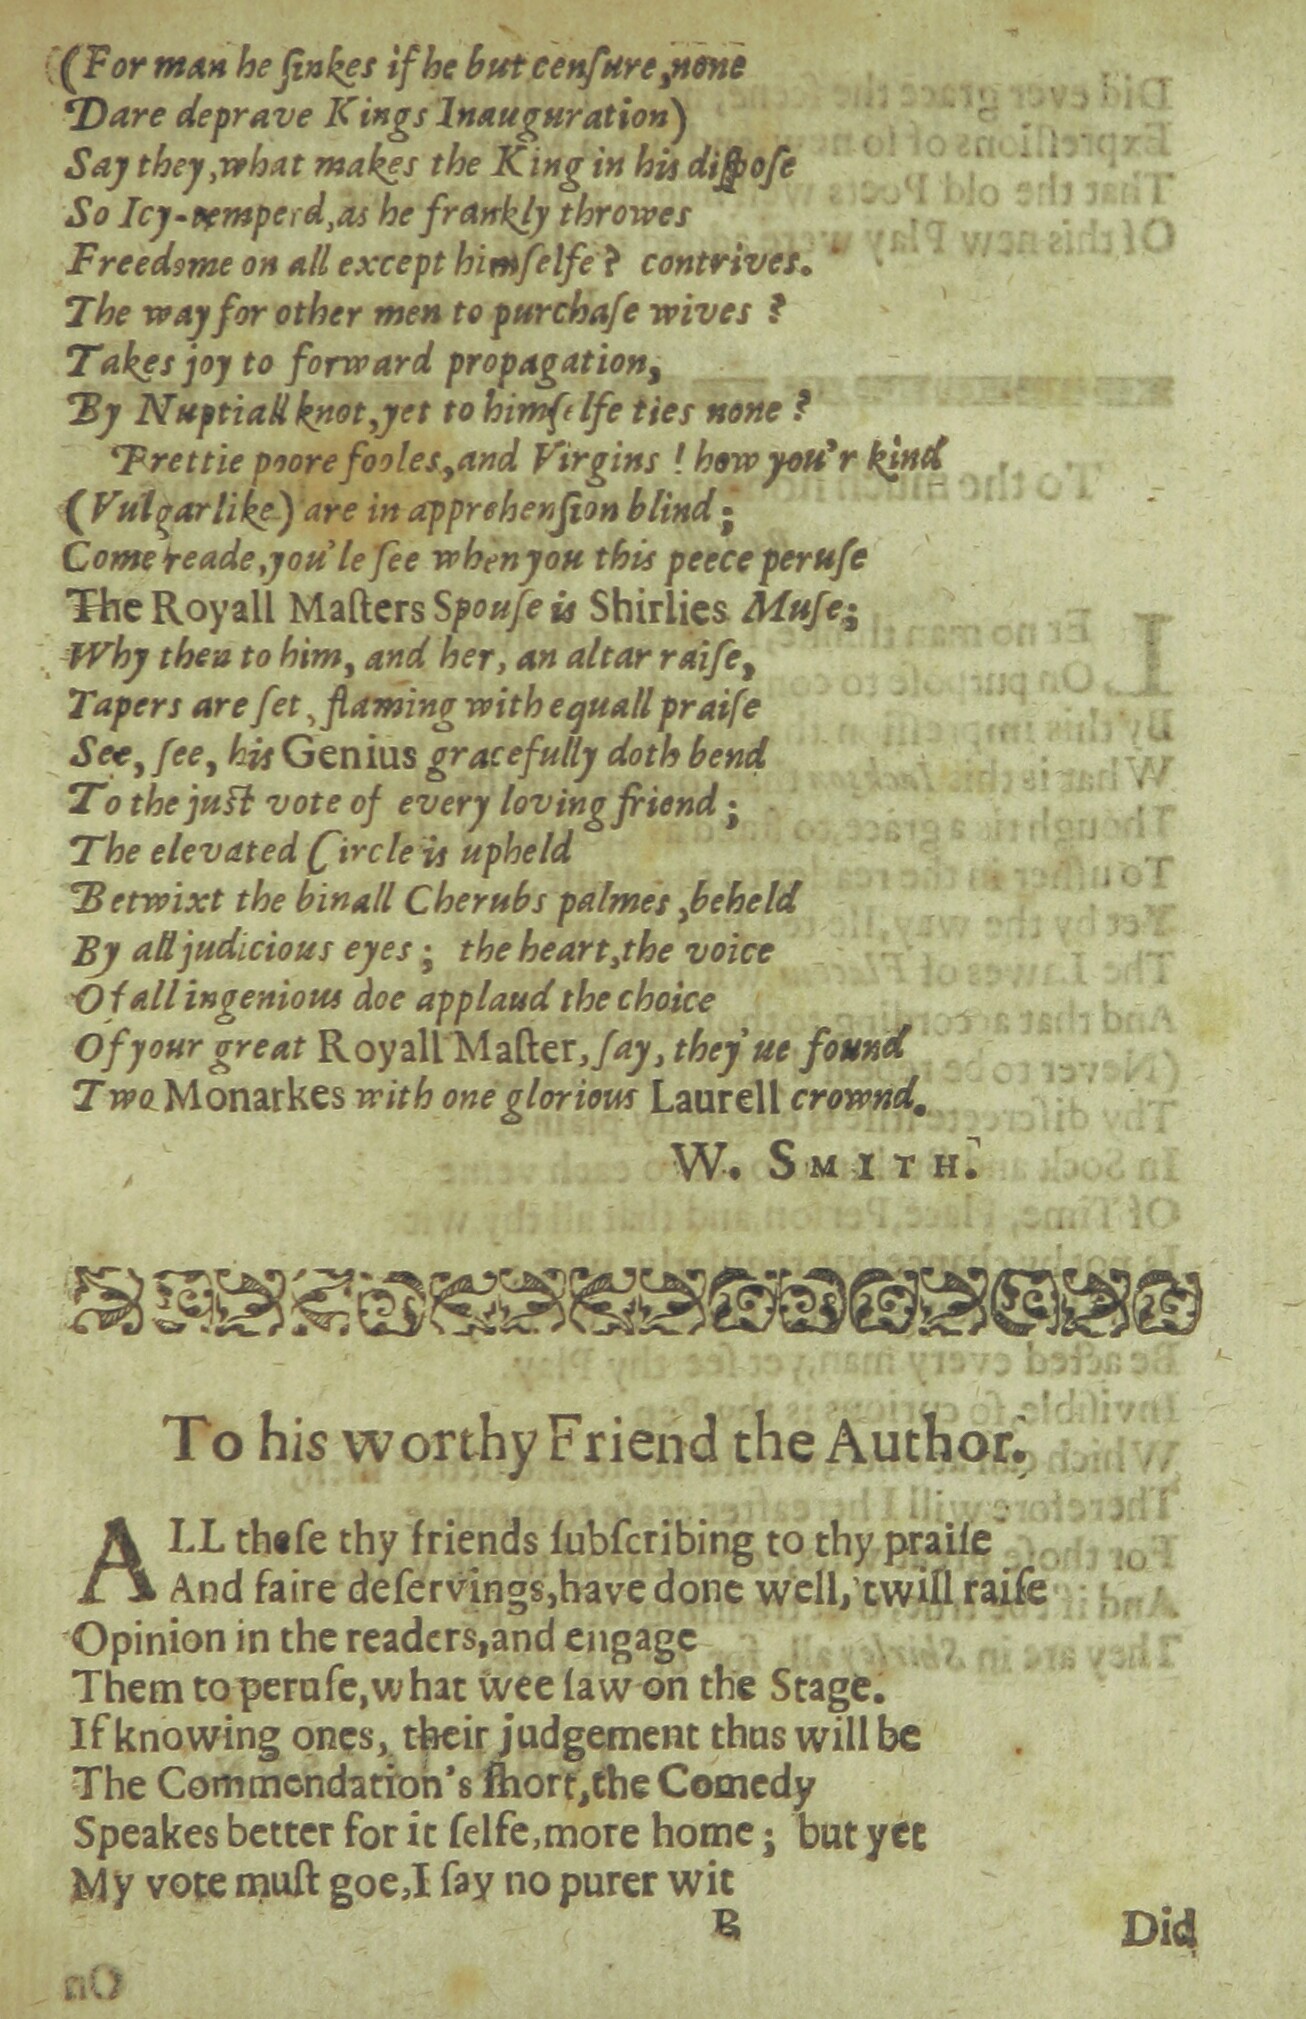 (For man he ſinkes if he but cenſure, none
Dare deprave Kings Inauguration)
Say they, what makes the King in his diſpoſe
So Icy-temperd, as he frankly throwes
Freedome on all except himſelfe? contrives.
The way for other men to purchaſe wives?
Takes joy to forward propagation,
By Nuptiall knot, yet to himſelfe ties none?
Prettie poore fooles, and Virgins! how you'r kind
(Vulgar like) are in apprehenſion blind;
Come reade, you'le ſee when you this peece peruſe
The Royall Maſters Spouſe is Shirlies Muſe;
Why then to him, and her, an altar raiſe,
Tapers are ſet, flaming with equall praiſe
See, ſee, his Genius gracefully doth bend
To the juſt vote of every loving friend;
The elevated Circle is upheld
Betwixt the binall Cherubs palmes, beheld
By all judicious eyes; the heart, the voice
Of all ingenious doe applaud the choice
Of your great Royall Maſter, ſay, they'ue found
Two Monarkes with one glorious Laurell crownd.
W. SMITH.
To his worthy Friend the Author.
ALL theſe thy friends ſubſcribing to thy praiſe
And faire deſervings, have done well, 'twill raiſe
Opinion in the readers, and engage
Them to peruſe, what wee ſaw on the Stage.
If knowing ones, their judgement thus will be
The Commendation's ſhort, the Comedy
Speakes better for it ſelfe, more home; but yet
My vote muſt goe, I ſay no purer wit
B
Did